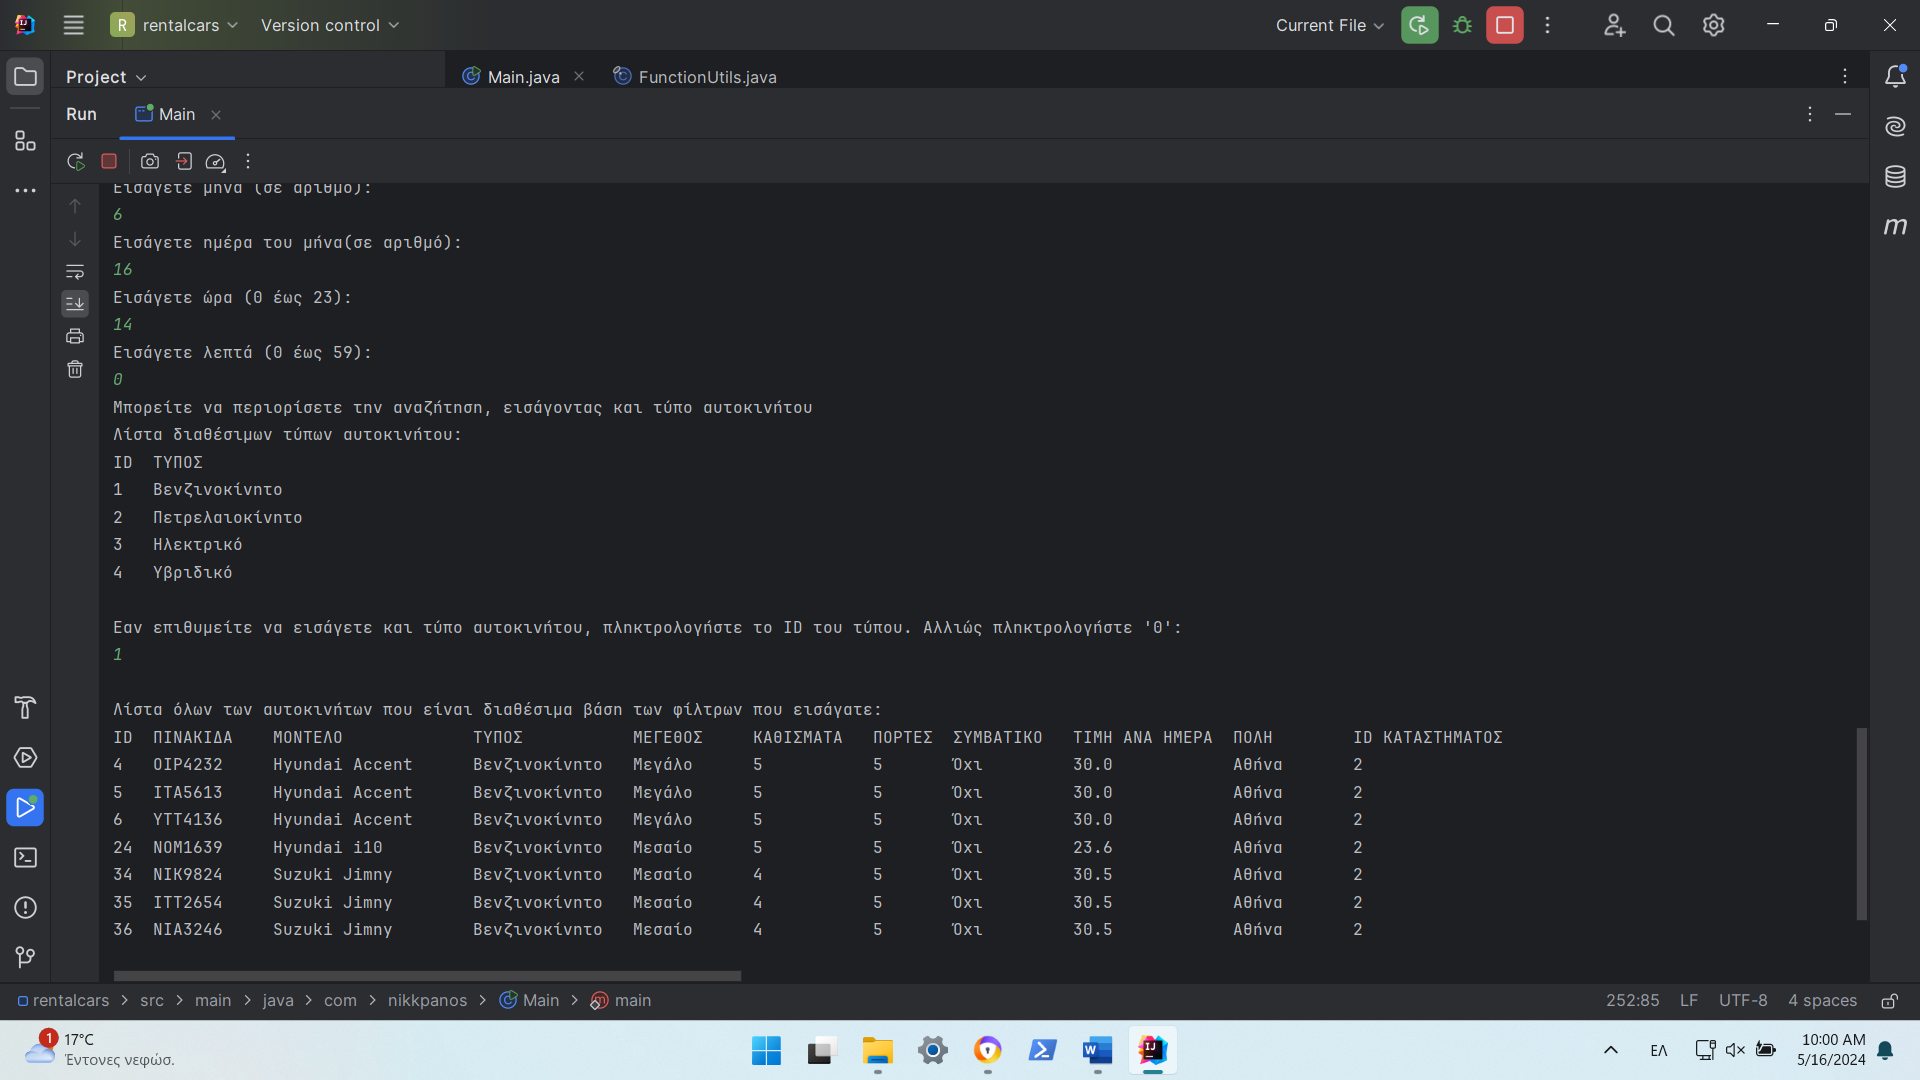 R rentalcars Version control Current File
Project Main.java FunctionUtils.java
Run Main
Εισάγετε μήνα (σε αριθμό):
6
Εισάγετε ημέρα του μήνα(σε αριθμό):
16
Εισάγετε ώρα (0 έως 23):
14
Εισάγετε λεπτά (0 έως 59):
0
Μπορείτε να περιορίσετε την αναζήτηση, εισάγοντας και τύπο αυτοκινήτου
Λίστα διαθέσιμων τύπων αυτοκινήτου:
ID ΤΥΠΟΣ
1 Βενζινοκίνητο
2 Πετρελαιοκίνητο
3 Ηλεκτρικό
4 Υβριδικό
Εαν επιθυμείτε να εισάγετε και τύπο αυτοκινήτου, πληκτρολογήστε το ID του τύπου. Αλλιώς πληκτρολογήστε '0':
1
Λίστα όλων των αυτοκινήτων που είναι διαθέσιμα βάση των φίλτρων που εισάγατε:
ID ΠΙΝΑΚΙΔΑ ΜΟΝΤΕΛΟ ΤΥΠΟΣ ΜΕΓΕΘΟΣ ΚΑΘΙΣΜΑΤΑ ΠΟΡΤΕΣ ΣΥΜΒΑΤΙΚΟ ΤΙΜΗ ΑΝΑ ΗΜΕΡΑ ΠΟΛΗ ID ΚΑΤΑΣΤΗΜΑΤΟΣ
4 ΟΙΡ4232 Hyundai Accent Βενζινοκίνητο Μεγάλο 5 5 Όχι 30.0 Αθήνα 2
5 ΙΤΑ5613 Hyundai Accent Βενζινοκίνητο Μεγάλο 5 5 Όχι 30.0 Αθήνα 2
6 ΥΤΤ4136 Hyundai Accent Βενζινοκίνητο Μεγάλο 5 5 Όχι 30.0 Αθήνα 2
24 ΝΟΜ1639 Hyundai i10 Βενζινοκίνητο Μεσαίο 5 5 Όχι 23.6 Αθήνα 2
34 ΝΙΚ9824 Suzuki Jimny Βενζινοκίνητο Μεσαίο 4 5 Όχι 30.5 Αθήνα 2
35 ΙΤΤ2654 Suzuki Jimny Βενζινοκίνητο Μεσαίο 4 5 Όχι 30.5 Αθήνα 2
36 ΝΙΑ3246 Suzuki Jimny Βενζινοκίνητο Μεσαίο 4 5 Όχι 30.5 Αθήνα 2
rentalcars > src > main > java > com > nikkpanos > Main > main 252:85 LF UTF-8 4 spaces
1 17°C ΕΛ 10:00 AM
Έντονες νεφώσ. 5/16/2024